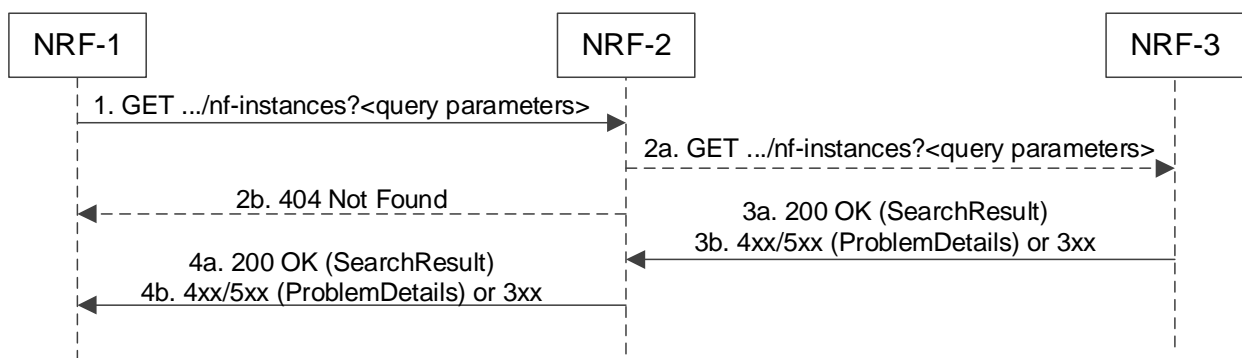 NRF-1
NRF-2
NRF-3
1. GET .../nf-instances?<query parameters>
2a. GET .../nf-instances?<query parameters>
2b. 404 Not Found
3a. 200 OK (SearchResult)
3b. 4xx/5xx (ProblemDetails) or 3xx
4a. 200 OK (SearchResult)
4b. 4xx/5xx (ProblemDetails) or 3xx